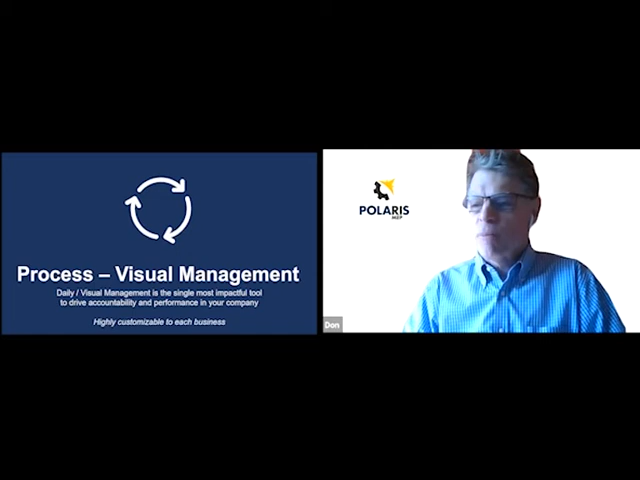 Process – Visual Management
Daily / Visual Management is the single most impactful tool
to drive accountability and performance in your company
Highly customizable to each business
POLARIS
MEP
Don